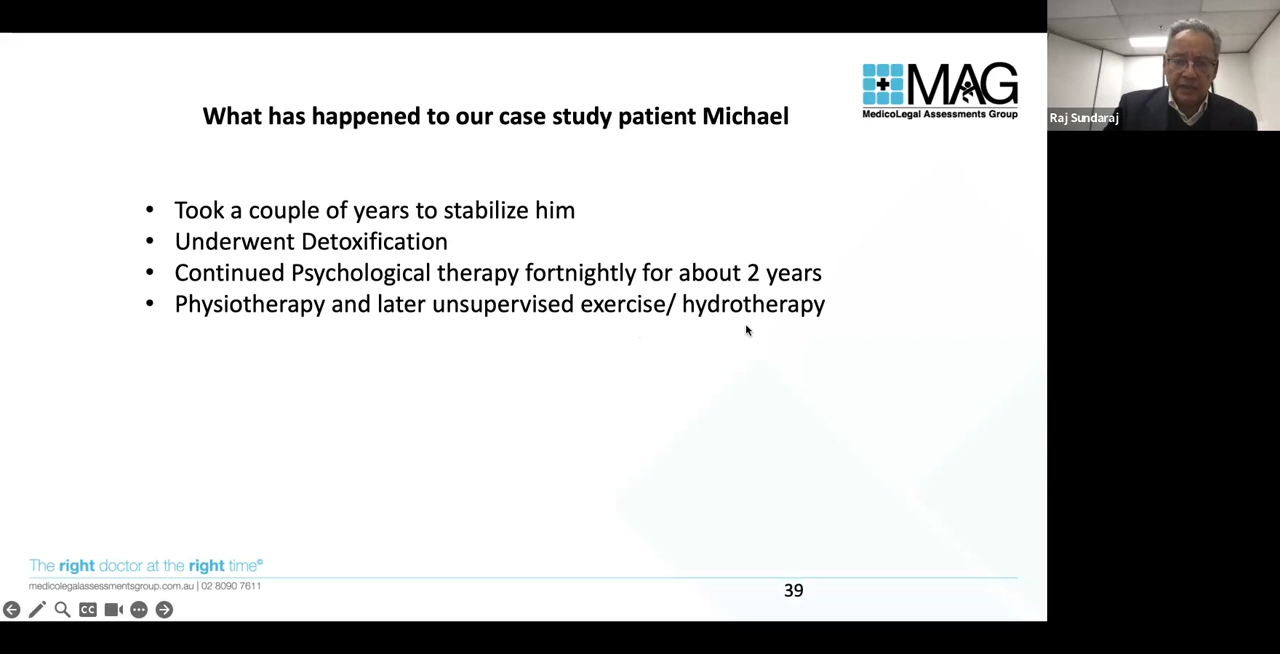 MAG
MedicoLegal Assessments Group
Raj Sundaraj
What has happened to our case study patient Michael
• Took a couple of years to stabilize him
• Underwent Detoxification
• Continued Psychological therapy fortnightly for about 2 years
• Physiotherapy and later unsupervised exercise/ hydrotherapy
The right doctor at the right time©
medicolegalassessmentsgroup.com.au | 02 8090 7611
39
CC